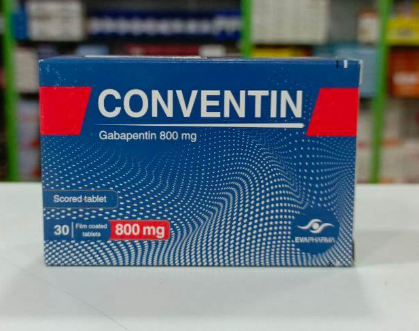 CONVENTIN
Gabapentin 800 mg
Scored tablet
30 Film coated
tablets 800 mg
EVAPHARMA